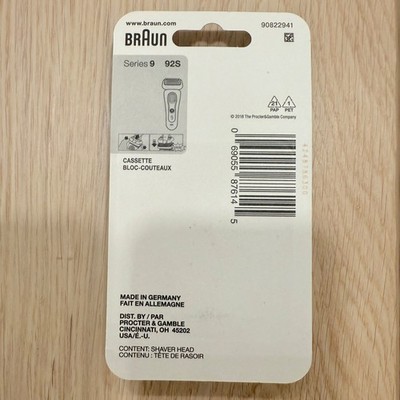 www.braun.com
90822941
BRAUN
Series 9 92S
21
PAP
1
PET
© 2018 The Procter&Gamble Company
CASSETTE
BLOC-COUTEAUX
0 69055 87614 5
MADE IN GERMANY
FAIT EN ALLEMAGNE
DIST. BY / PAR
PROCTER & GAMBLE
CINCINNATI, OH 45202
USA/É.-U.
CONTENT: SHAVER HEAD
CONTENU : TÊTE DE RASOIR